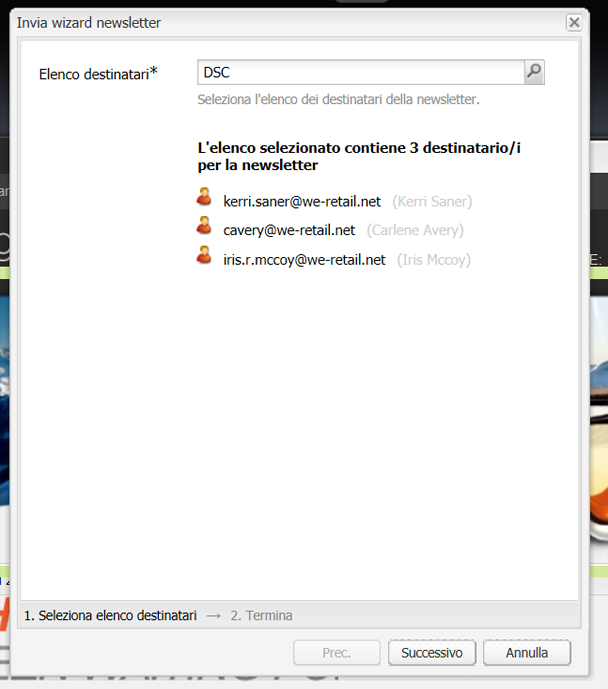 Invia wizard newsletter
Elenco destinatari*
DSC
Seleziona l'elenco dei destinatari della newsletter.
L'elenco selezionato contiene 3 destinatario/i
per la newsletter
kerri.saner@we-retail.net (Kerri Saner)
cavery@we-retail.net (Carlene Avery)
iris.r.mccoy@we-retail.net (Iris Mccoy)
1. Seleziona elenco destinatari → 2. Termina
Prec. Successivo Annulla